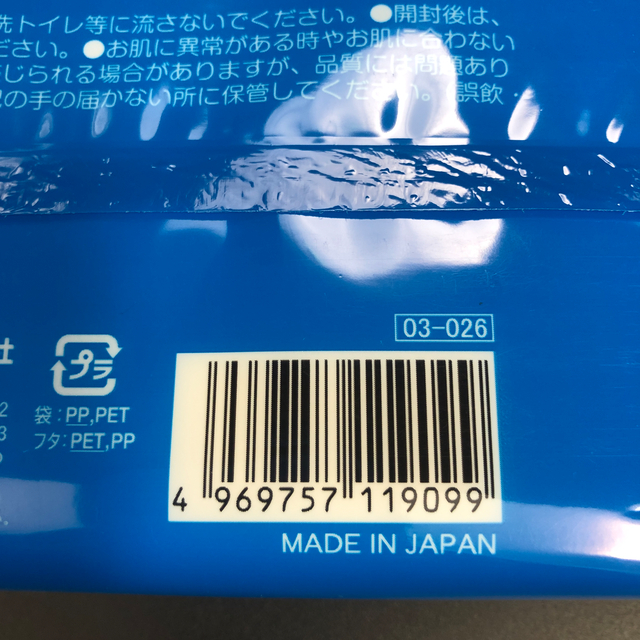 洗トイレ等に流さないでください。●開封後は、
ださい。●お肌に異常がある時やお肌に合わない
じられる場合がありますが、品質には問題あり
の手の届かない所に保管してください。 誤飲・
03-026
社
プラ
袋:PP,PET
フタ:PET,PP
2
3
4 969757 119099
MADE IN JAPAN